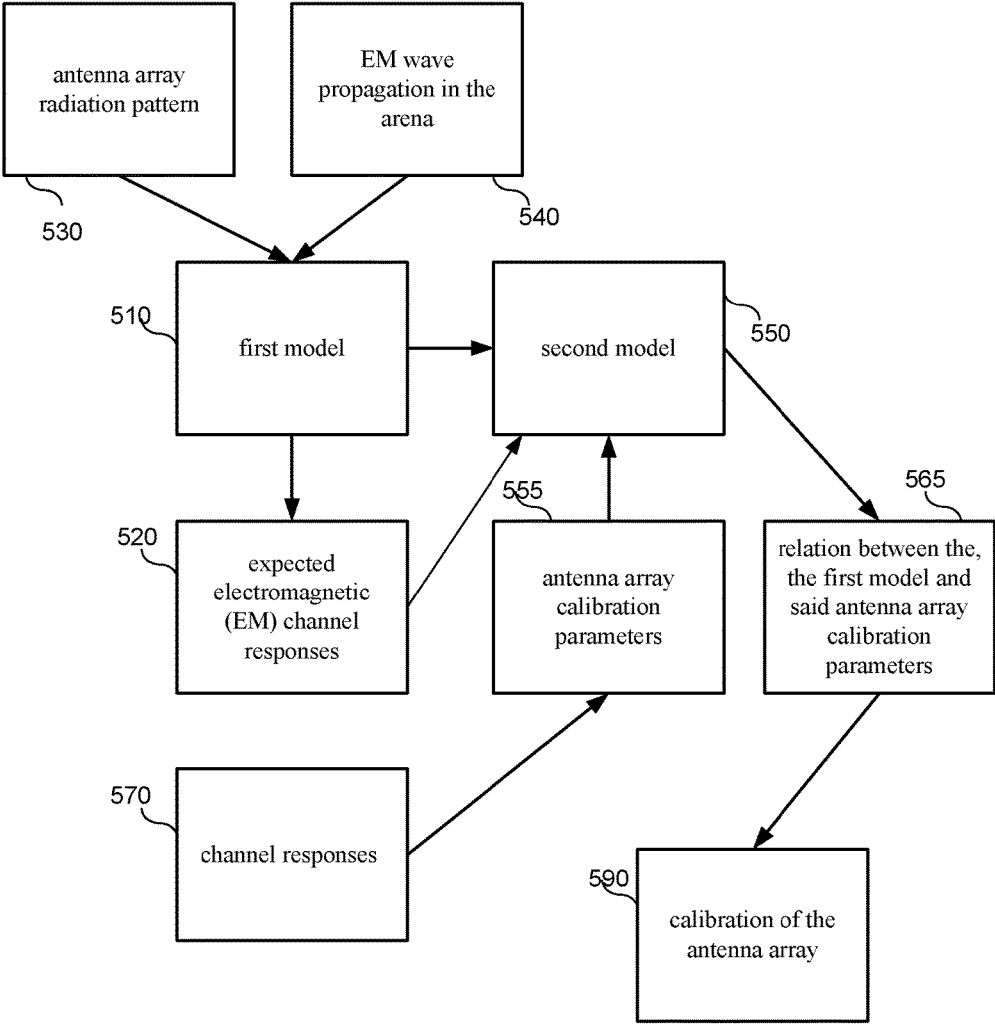 antenna array
radiation pattern
EM wave
propagation in the
arena
530
540
510
first model
second model
550
520
expected
electromagnetic
(EM) channel
responses
555
antenna array
calibration
parameters
565
relation between the,
the first model and
said antenna array
calibration
parameters
570
channel responses
590
calibration of the
antenna array